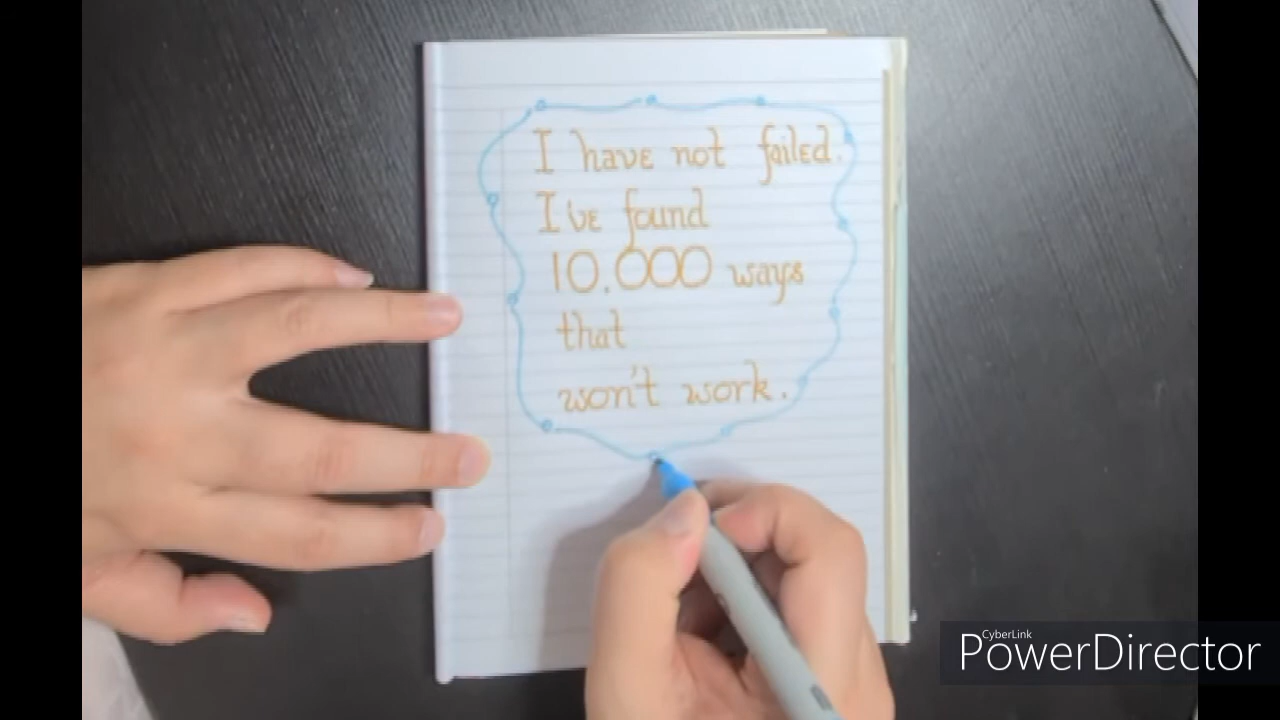 I have not failed.
I've found
10.000 ways
that
won't work.
CyberLink
PowerDirector